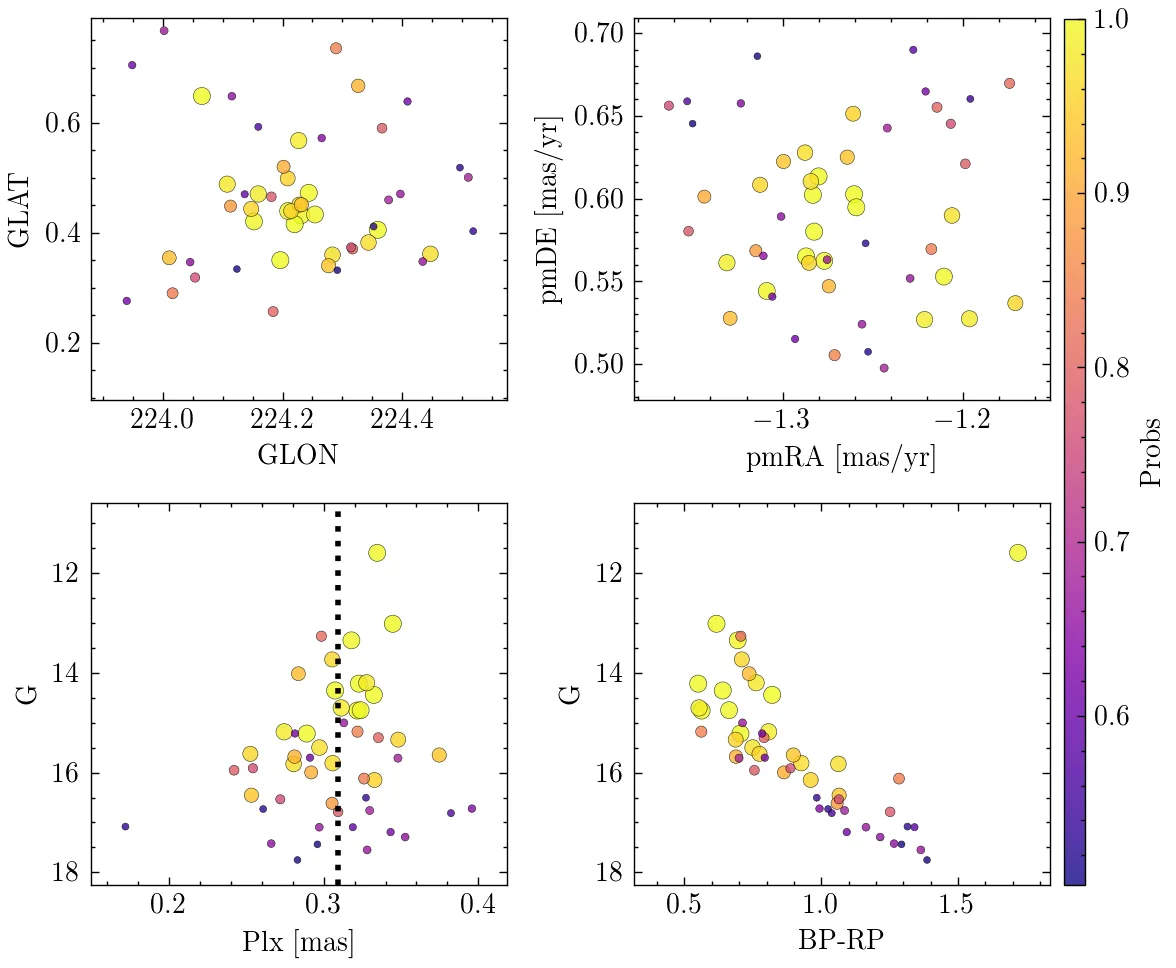 0.6
0.4
0.2
GLAT
224.0 224.2 224.4
GLON
0.70
0.65
0.60
0.55
0.50
pmDE [mas/yr]
−1.3 −1.2
pmRA [mas/yr]
12
14
16
18
G
0.2 0.3 0.4
Plx [mas]
12
14
16
18
G
0.5 1.0 1.5
BP-RP
1.0
0.9
0.8
0.7
0.6
Probs